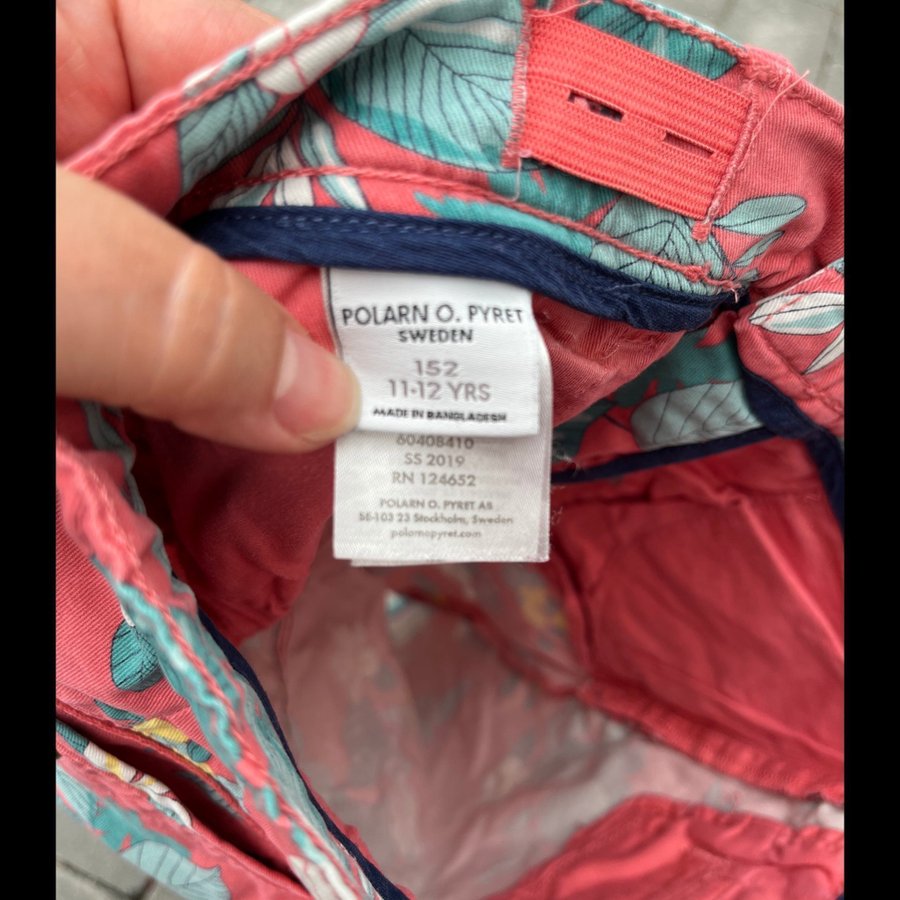 POLARN O. PYRET
SWEDEN
152
11-12 YRS
MADE IN BANGLADESH
60408410
SS 2019
RN 124652
POLARN O. PYRET AB
SE-103 23 Stockholm, Sweden
polarnopyret.com